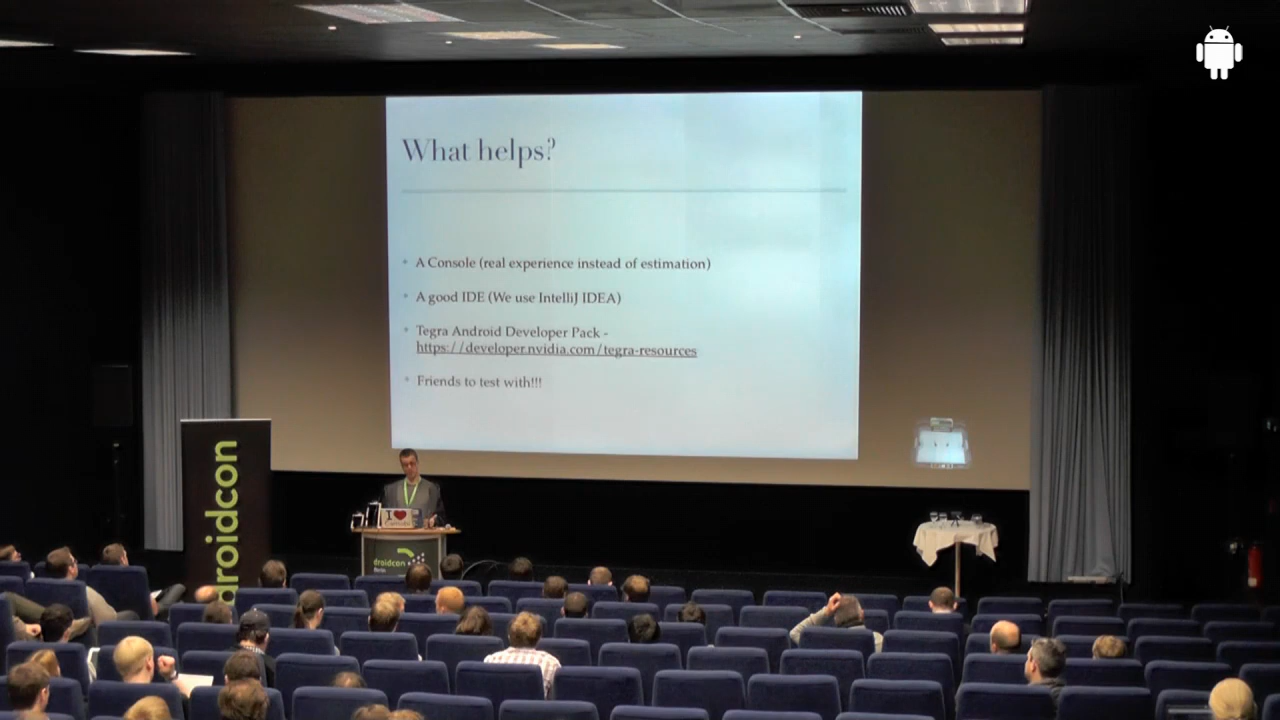 What helps?
A Console (real experience instead of estimation)
A good IDE (We use IntelliJ IDEA)
Tegra Android Developer Pack -
https://developer.nvidia.com/tegra-resources
Friends to test with!!!
droidcon
I
droidcon
Berlin